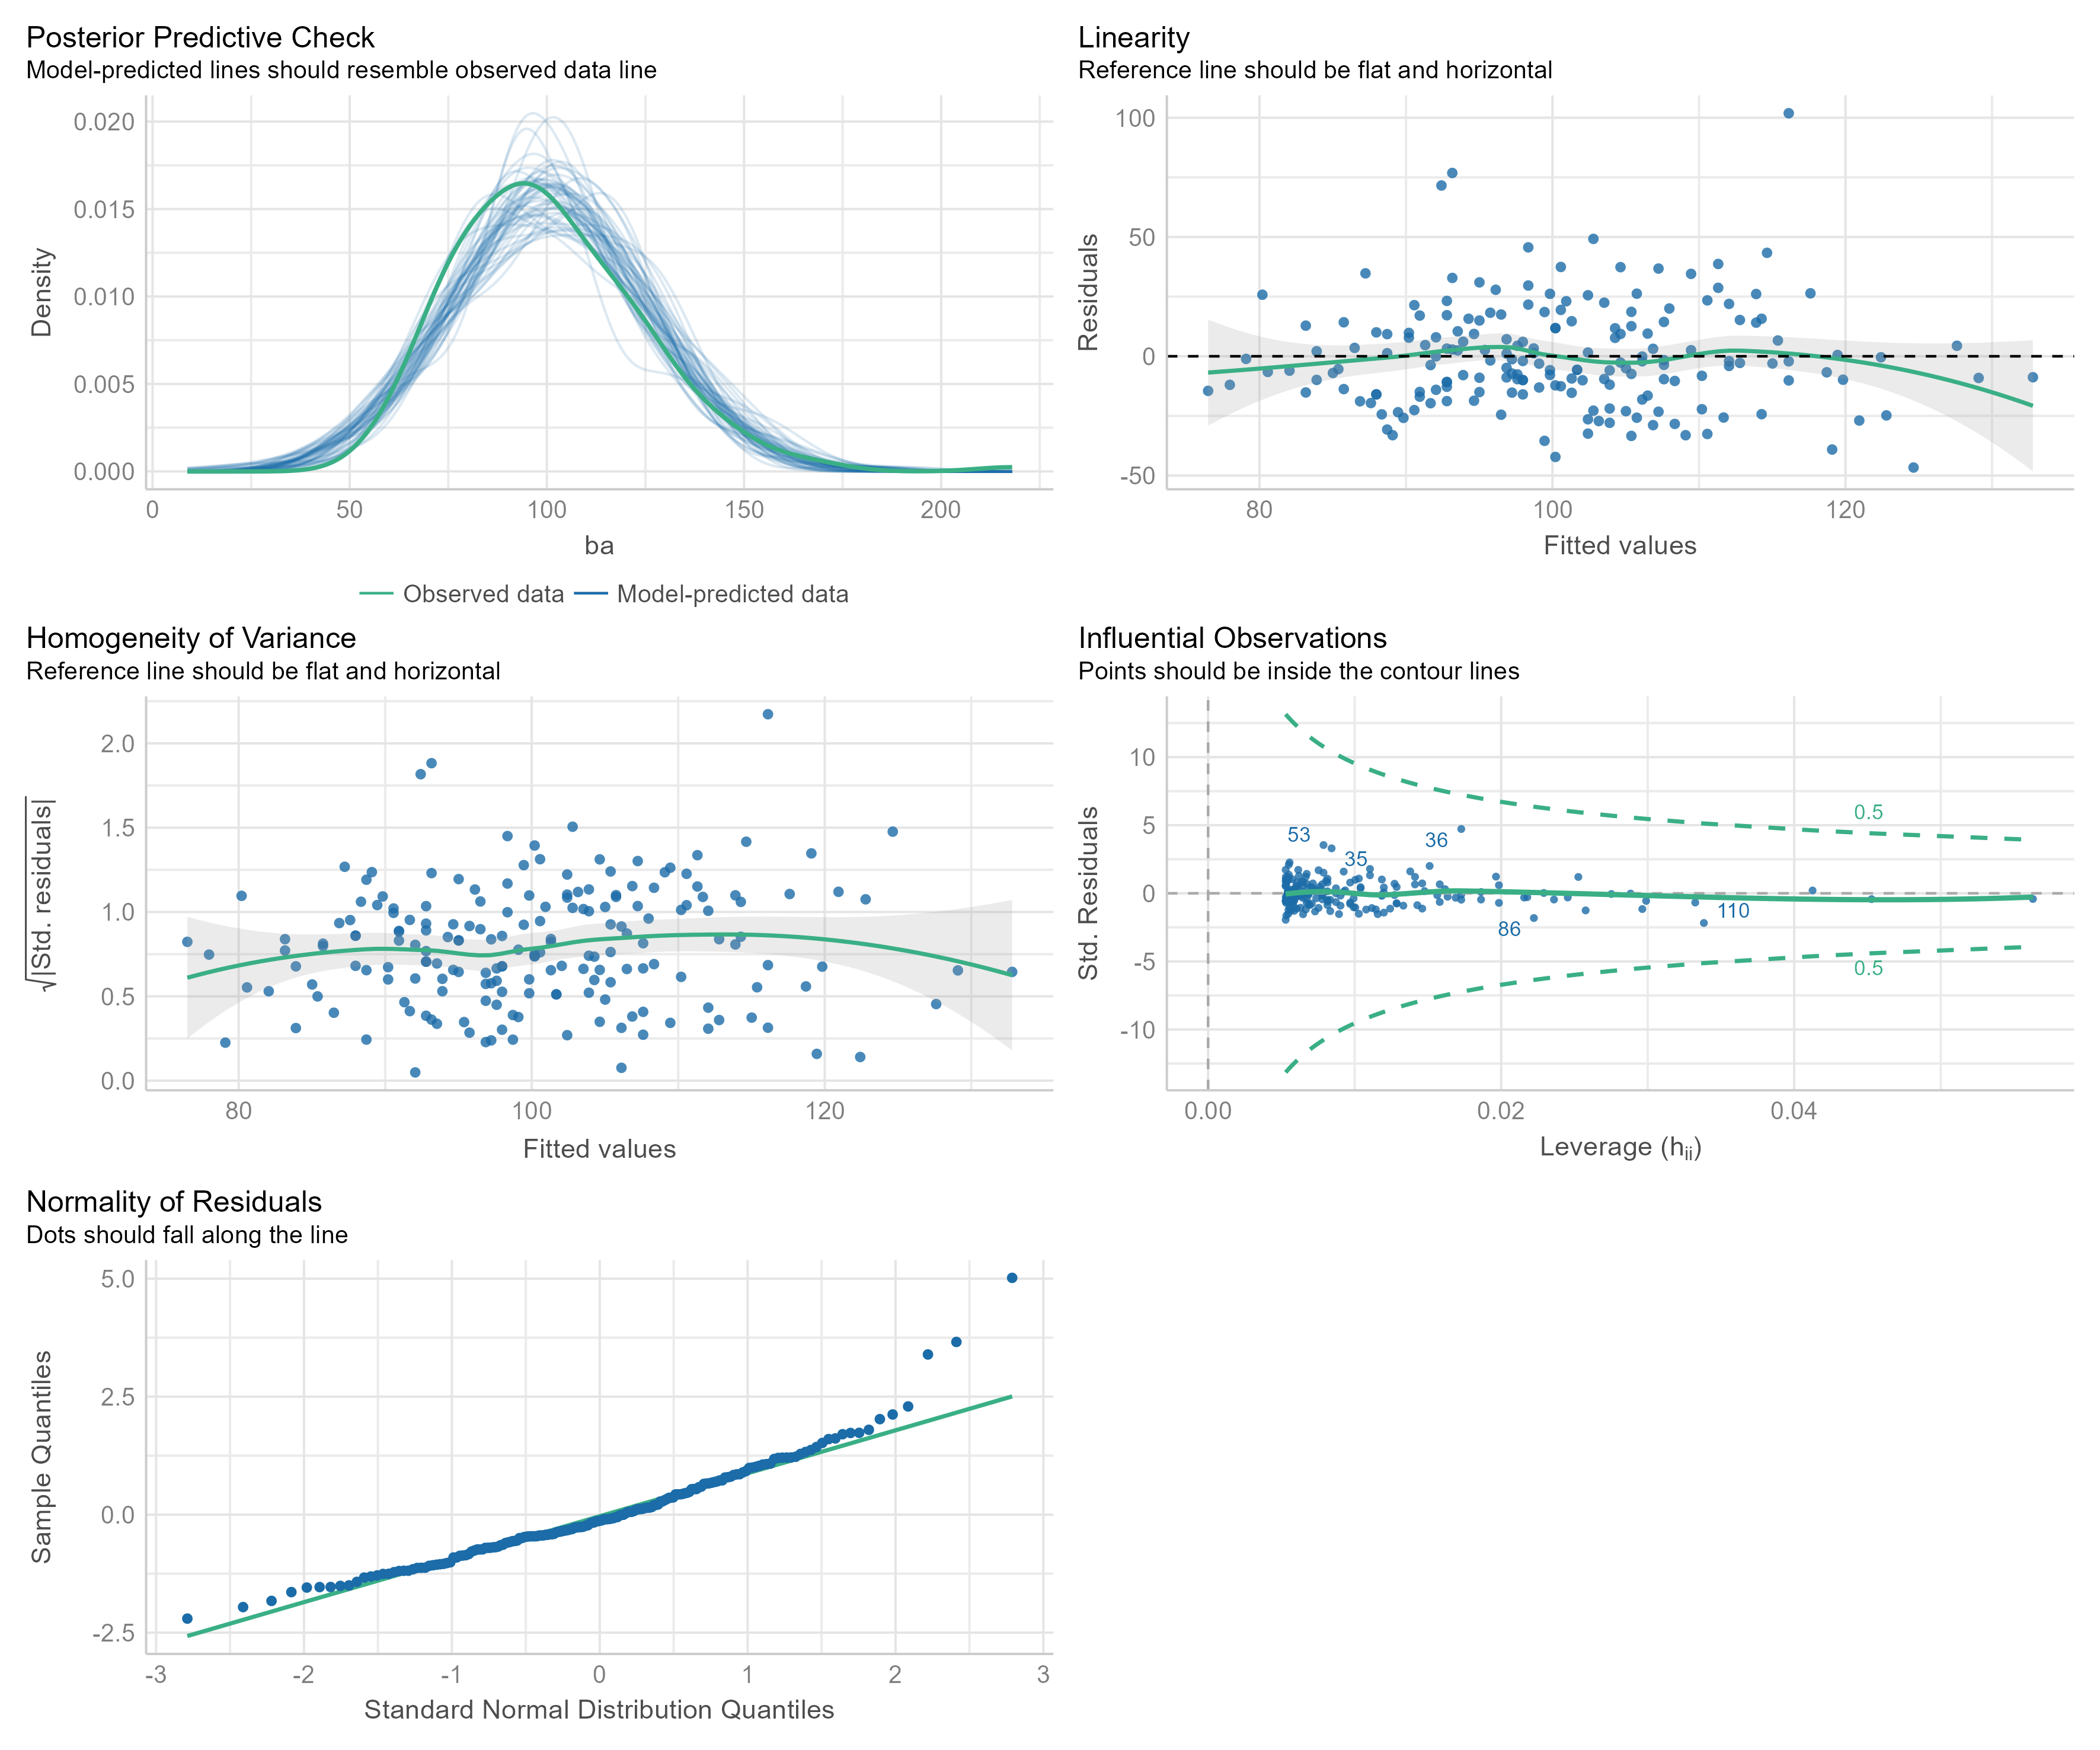 Posterior Predictive Check
Model-predicted lines should resemble observed data line
0.020
0.015
0.010
0.005
0.000
Density
0 50 100 150 200
ba
Observed data Model-predicted data
Linearity
Reference line should be flat and horizontal
100
50
0
-50
Residuals
80 100 120
Fitted values
Homogeneity of Variance
Reference line should be flat and horizontal
2.0
1.5
1.0
0.5
0.0
√|Std. residuals|
80 100 120
Fitted values
Influential Observations
Points should be inside the contour lines
10
5
0
-5
-10
Std. Residuals
0.5
53
36
35
110
86
0.5
0.00 0.02 0.04
Leverage (hii)
Normality of Residuals
Dots should fall along the line
5.0
2.5
0.0
-2.5
Sample Quantiles
-3 -2 -1 0 1 2 3
Standard Normal Distribution Quantiles